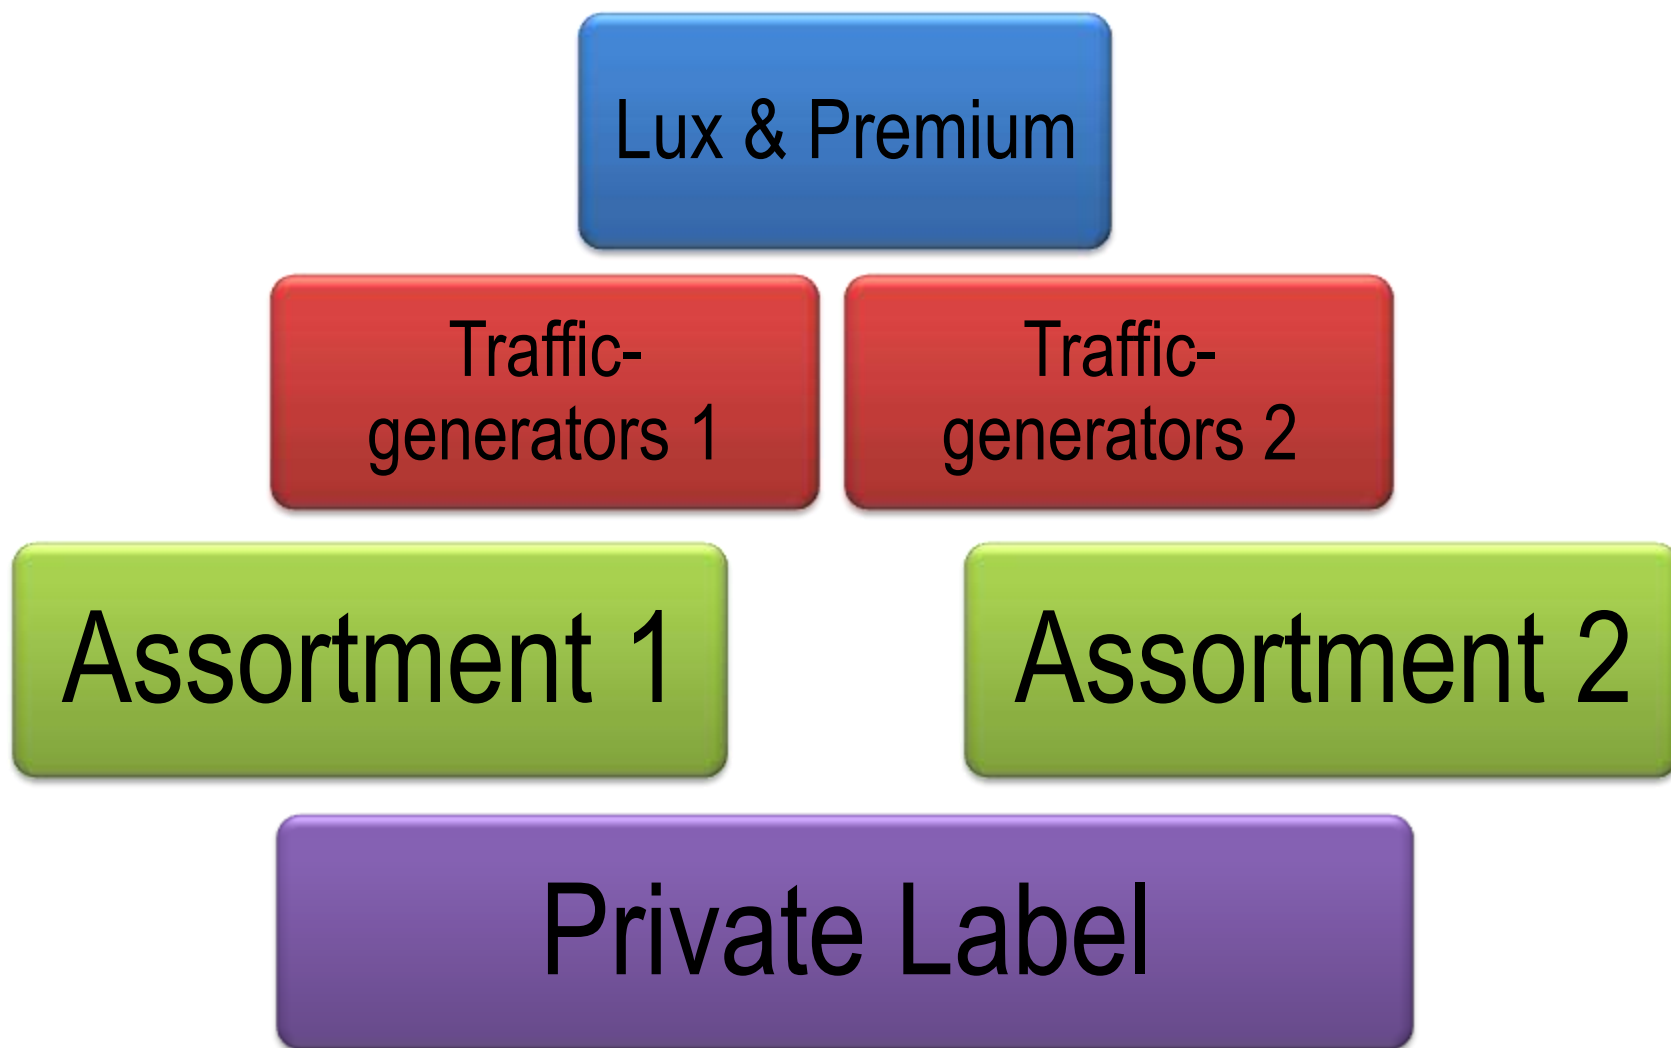 Lux & Premium
Traffic-
generators 1
Traffic-
generators 2
Assortment 1
Assortment 2
Private Label